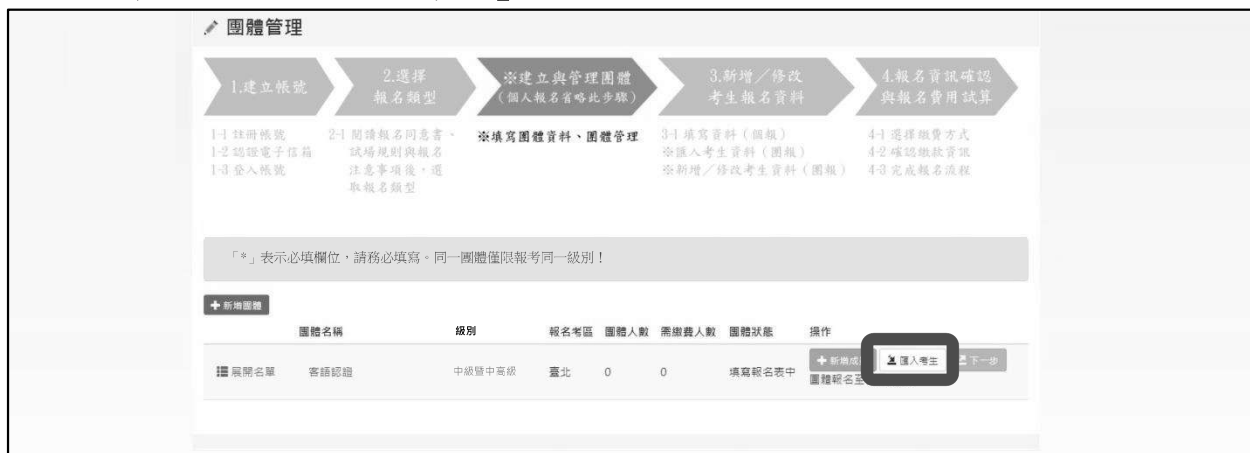 團體管理
1.建立帳號
2.選擇
報名類型
※建立與管理團體
(個人報名省略此步驟)
3.新增／修改
考生報名資料
4.報名資訊確認
與報名費用試算
1-1 註冊帳號
1-2 認證電子信箱
1-3 登入帳號
2-1 閱讀報名同意書、
試場規則與報名
注意事項後，選
取報名類型
※填寫團體資料、團體管理
3-1 填寫資料（個報）
※匯入考生資料（團報）
※新增／修改考生資料（團報）
4-1 選擇繳費方式
4-2 確認繳款資訊
4-3 完成報名流程
「*」表示必填欄位，請務必填寫。同一團體僅限報考同一級別！
新增團體
團體名稱 級別 報名考區 團體人數 需繳費人數 團體狀態 操作
展開名單 客語認證 中級暨中高級 臺北 0 0 填寫報名表中 新增成 匯入考生 下一步
團體報名至